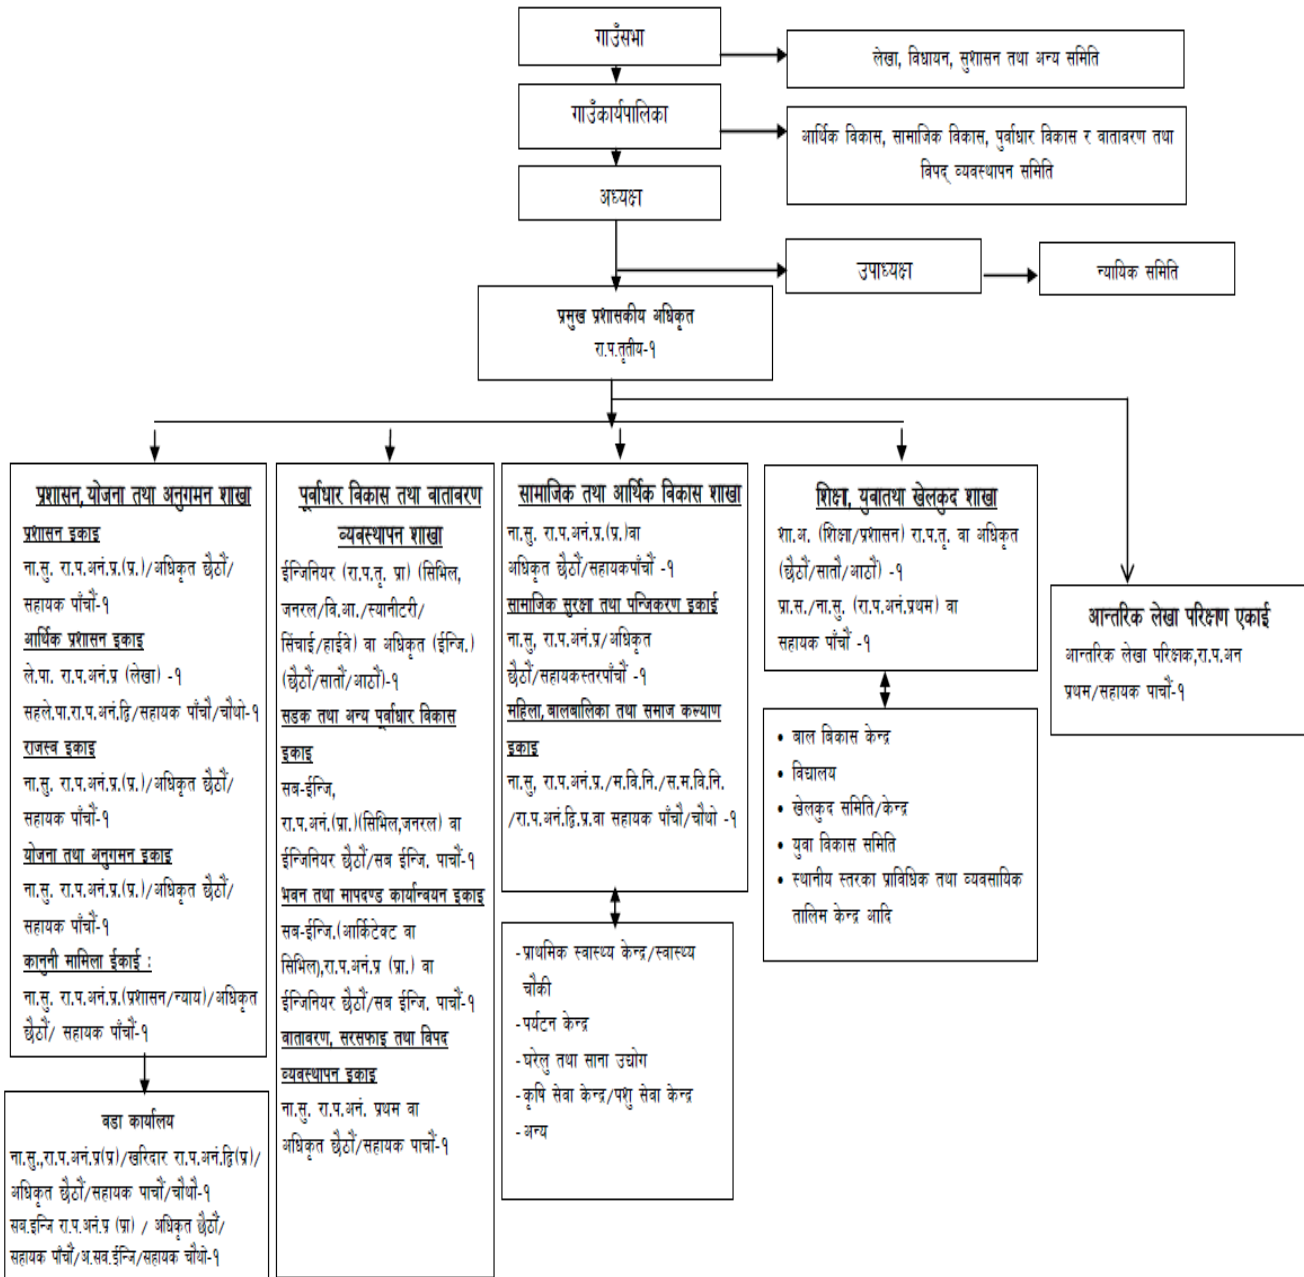 गाउँसभा
लेखा, विधायन, सुशासन तथा अन्य समिति
गाउँकार्यपालिका
आर्थिक विकास, सामाजिक विकास, पुर्वाधार विकास र वातावरण तथा
विपद् व्यवस्थापन समिति
अध्यक्ष
उपाध्यक्ष
न्यायिक समिति
प्रमुख प्रशासकीय अधिकृत
रा.प.तृतीय-१
प्रशासन,योजना तथा अनुगमन शाखा
प्रशासन इकाइ
ना.सु. रा.प.अनं.प्र.(प्र.)/अधिकृत छैठौं/
सहायक पाँचौं-१
आर्थिक प्रशासन इकाइ
ले.पा. रा.प.अनं.प्र (लेखा) -१
सहले.पा.रा.प.अनं.द्वि/सहायक पाँचौ/चौथो-१
राजस्व इकाइ
ना.सु. रा.प.अनं.प्र.(प्र.)/अधिकृत छैठौं/
सहायक पाँचौं-१
योजना तथा अनुगमन इकाइ
ना.सु. रा.प.अनं.प्र.(प्र.)/अधिकृत छैठौं/
सहायक पाँचौं-१
कानुनी मामिला ईकाई :
ना.सु. रा.प.अनं.प्र.(प्रशासन/न्याय)/अधिकृत
छैठौं/ सहायक पाँचौं-१
वडा कार्यालय
ना.सु.,रा.प.अनं.प्र(प्र)/खरिदार रा.प.अनं.द्वि(प्र)/
अधिकृत छैठौं/सहायक पाचौं/चौथौ-१
सब.इन्जि रा.प.अनं.प्र (प्रा) / अधिकृत छैठौं/
सहायक पाँचौं/अ.सव.ईन्जि/सहायक चौथो-१
पूर्वाधार विकास तथा वातावरण
व्यवस्थापन शाखा
ईन्जिनियर (रा.प.तृ. प्रा) (सिभिल,
जनरल/वि.आ./स्यानीटरी/
सिंचाई/हाईवे) वा अधिकृत (ईन्जि.)
(छैठौं/सातौं/आठौं)-१
सडक तथा अन्य पूर्वाधार विकास
इकाइ
सब-ईन्जि,
रा.प.अनं.(प्रा.)(सिभिल,जनरल) वा
ईन्जिनियर छैठौं/सब ईन्जि. पाचौं-१
भवन तथा मापदण्ड कार्यान्वयन इकाइ
सब-ईन्जि.(आर्किटेक्ट वा
सिभिल),रा.प.अनं.प्र (प्रा.) वा
ईन्जिनियर छैठौं/सब ईन्जि. पाचौं-१
वातावरण, सरसफाइ तथा विपद
व्यवस्थापन इकाइ
ना.सु. रा.प.अनं. प्रथम वा
अधिकृत छैठौं/सहायक पाचौं-१
सामाजिक तथा आर्थिक विकास शाखा
ना.सु. रा.प.अनं.प्र.(प्र.)वा
अधिकृत छैठौं/सहायकपाँचौं -१
सामाजिक सुरक्षा तथा पन्जिकरण इकाई
ना.सु, रा.प.अनं.प्र/अधिकृत
छैठौं/सहायकस्तरपाँचौं -१
महिला,बालबालिका तथा समाज कल्याण
इकाइ
ना.सु, रा.प.अनं.प्र./म.वि.नि./स.म.वि.नि.
/रा.प.अनं.द्वि.प्र.वा सहायक पाँचौ/चौथो -१
-प्राथमिक स्वास्थ्य केन्द्र/स्वास्थ्य
चौकी
-पर्यटन केन्द्र
-घरेलु तथा साना उद्योग
-कृषि सेवा केन्द्र/पशु सेवा केन्द्र
-अन्य
शिक्षा, युवातथा खेलकुद शाखा
शा.अ. (शिक्षा/प्रशासन) रा.प.तृ. वा अधिकृत
(छैठौं/सातौ/आठौं) -१
प्रा.स./ना.सु. (रा.प.अनं.प्रथम) वा
सहायक पाँचौं -१
• बाल बिकास केन्द्र
• विद्यालय
• खेलकुद समिति/केन्द्र
• युवा विकास समिति
• स्थानीय स्तरका प्राविधिक तथा व्यवसायिक
तालिम केन्द्र आदि
आन्तरिक लेखा परिक्षण एकाई
आन्तरिक लेखा परिक्षक,रा.प.अन
प्रथम/सहायक पाचौं-१